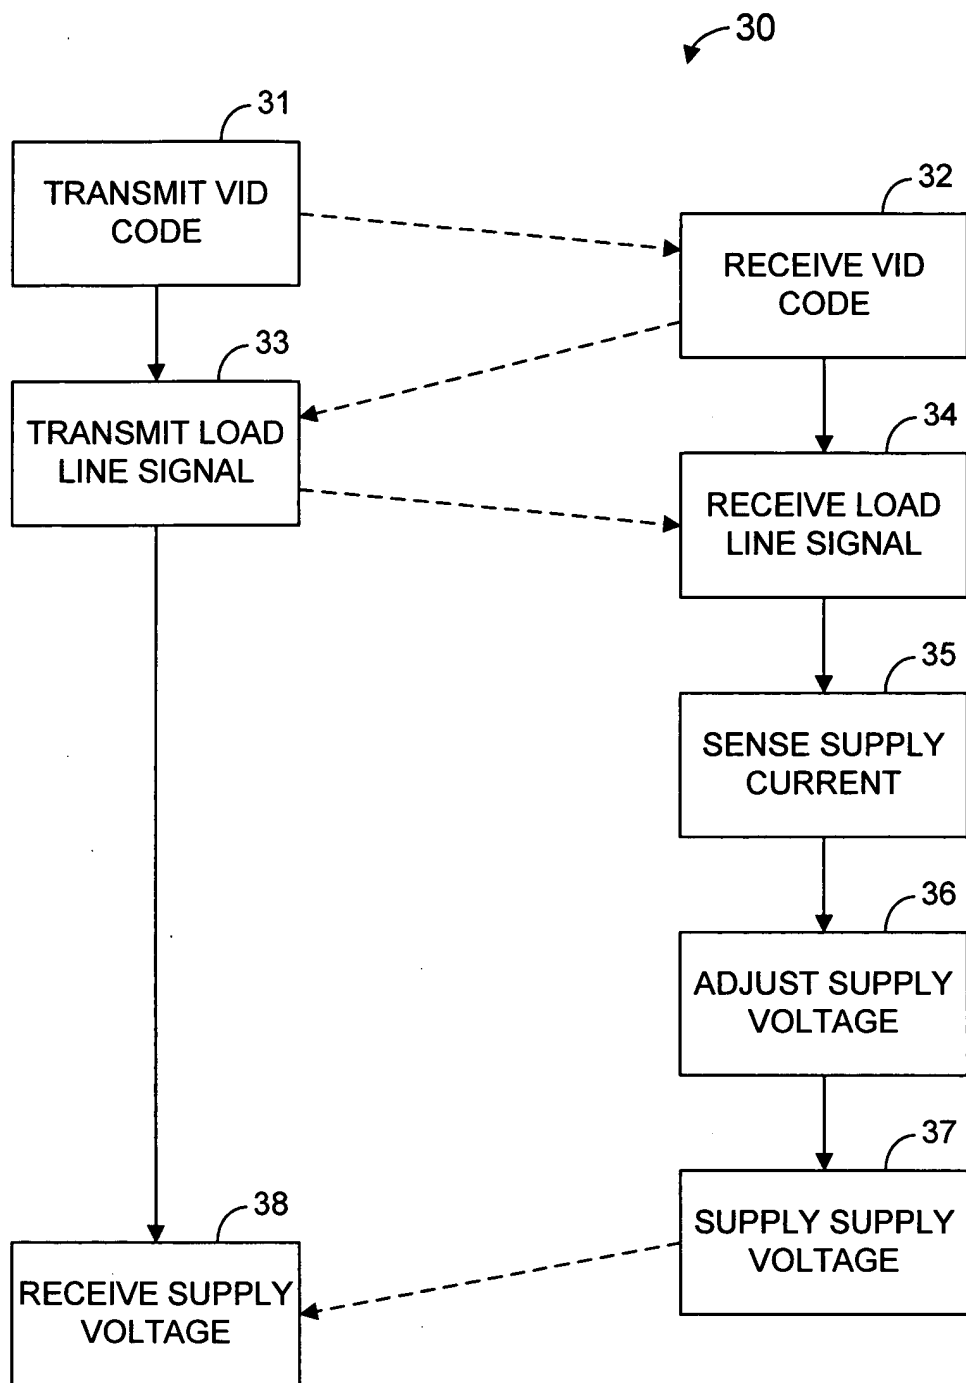 30
31
TRANSMIT VID
CODE
32
RECEIVE VID
CODE
33
TRANSMIT LOAD
LINE SIGNAL
34
RECEIVE LOAD
LINE SIGNAL
35
SENSE SUPPLY
CURRENT
36
ADJUST SUPPLY
VOLTAGE
37
SUPPLY SUPPLY
VOLTAGE
38
RECEIVE SUPPLY
VOLTAGE